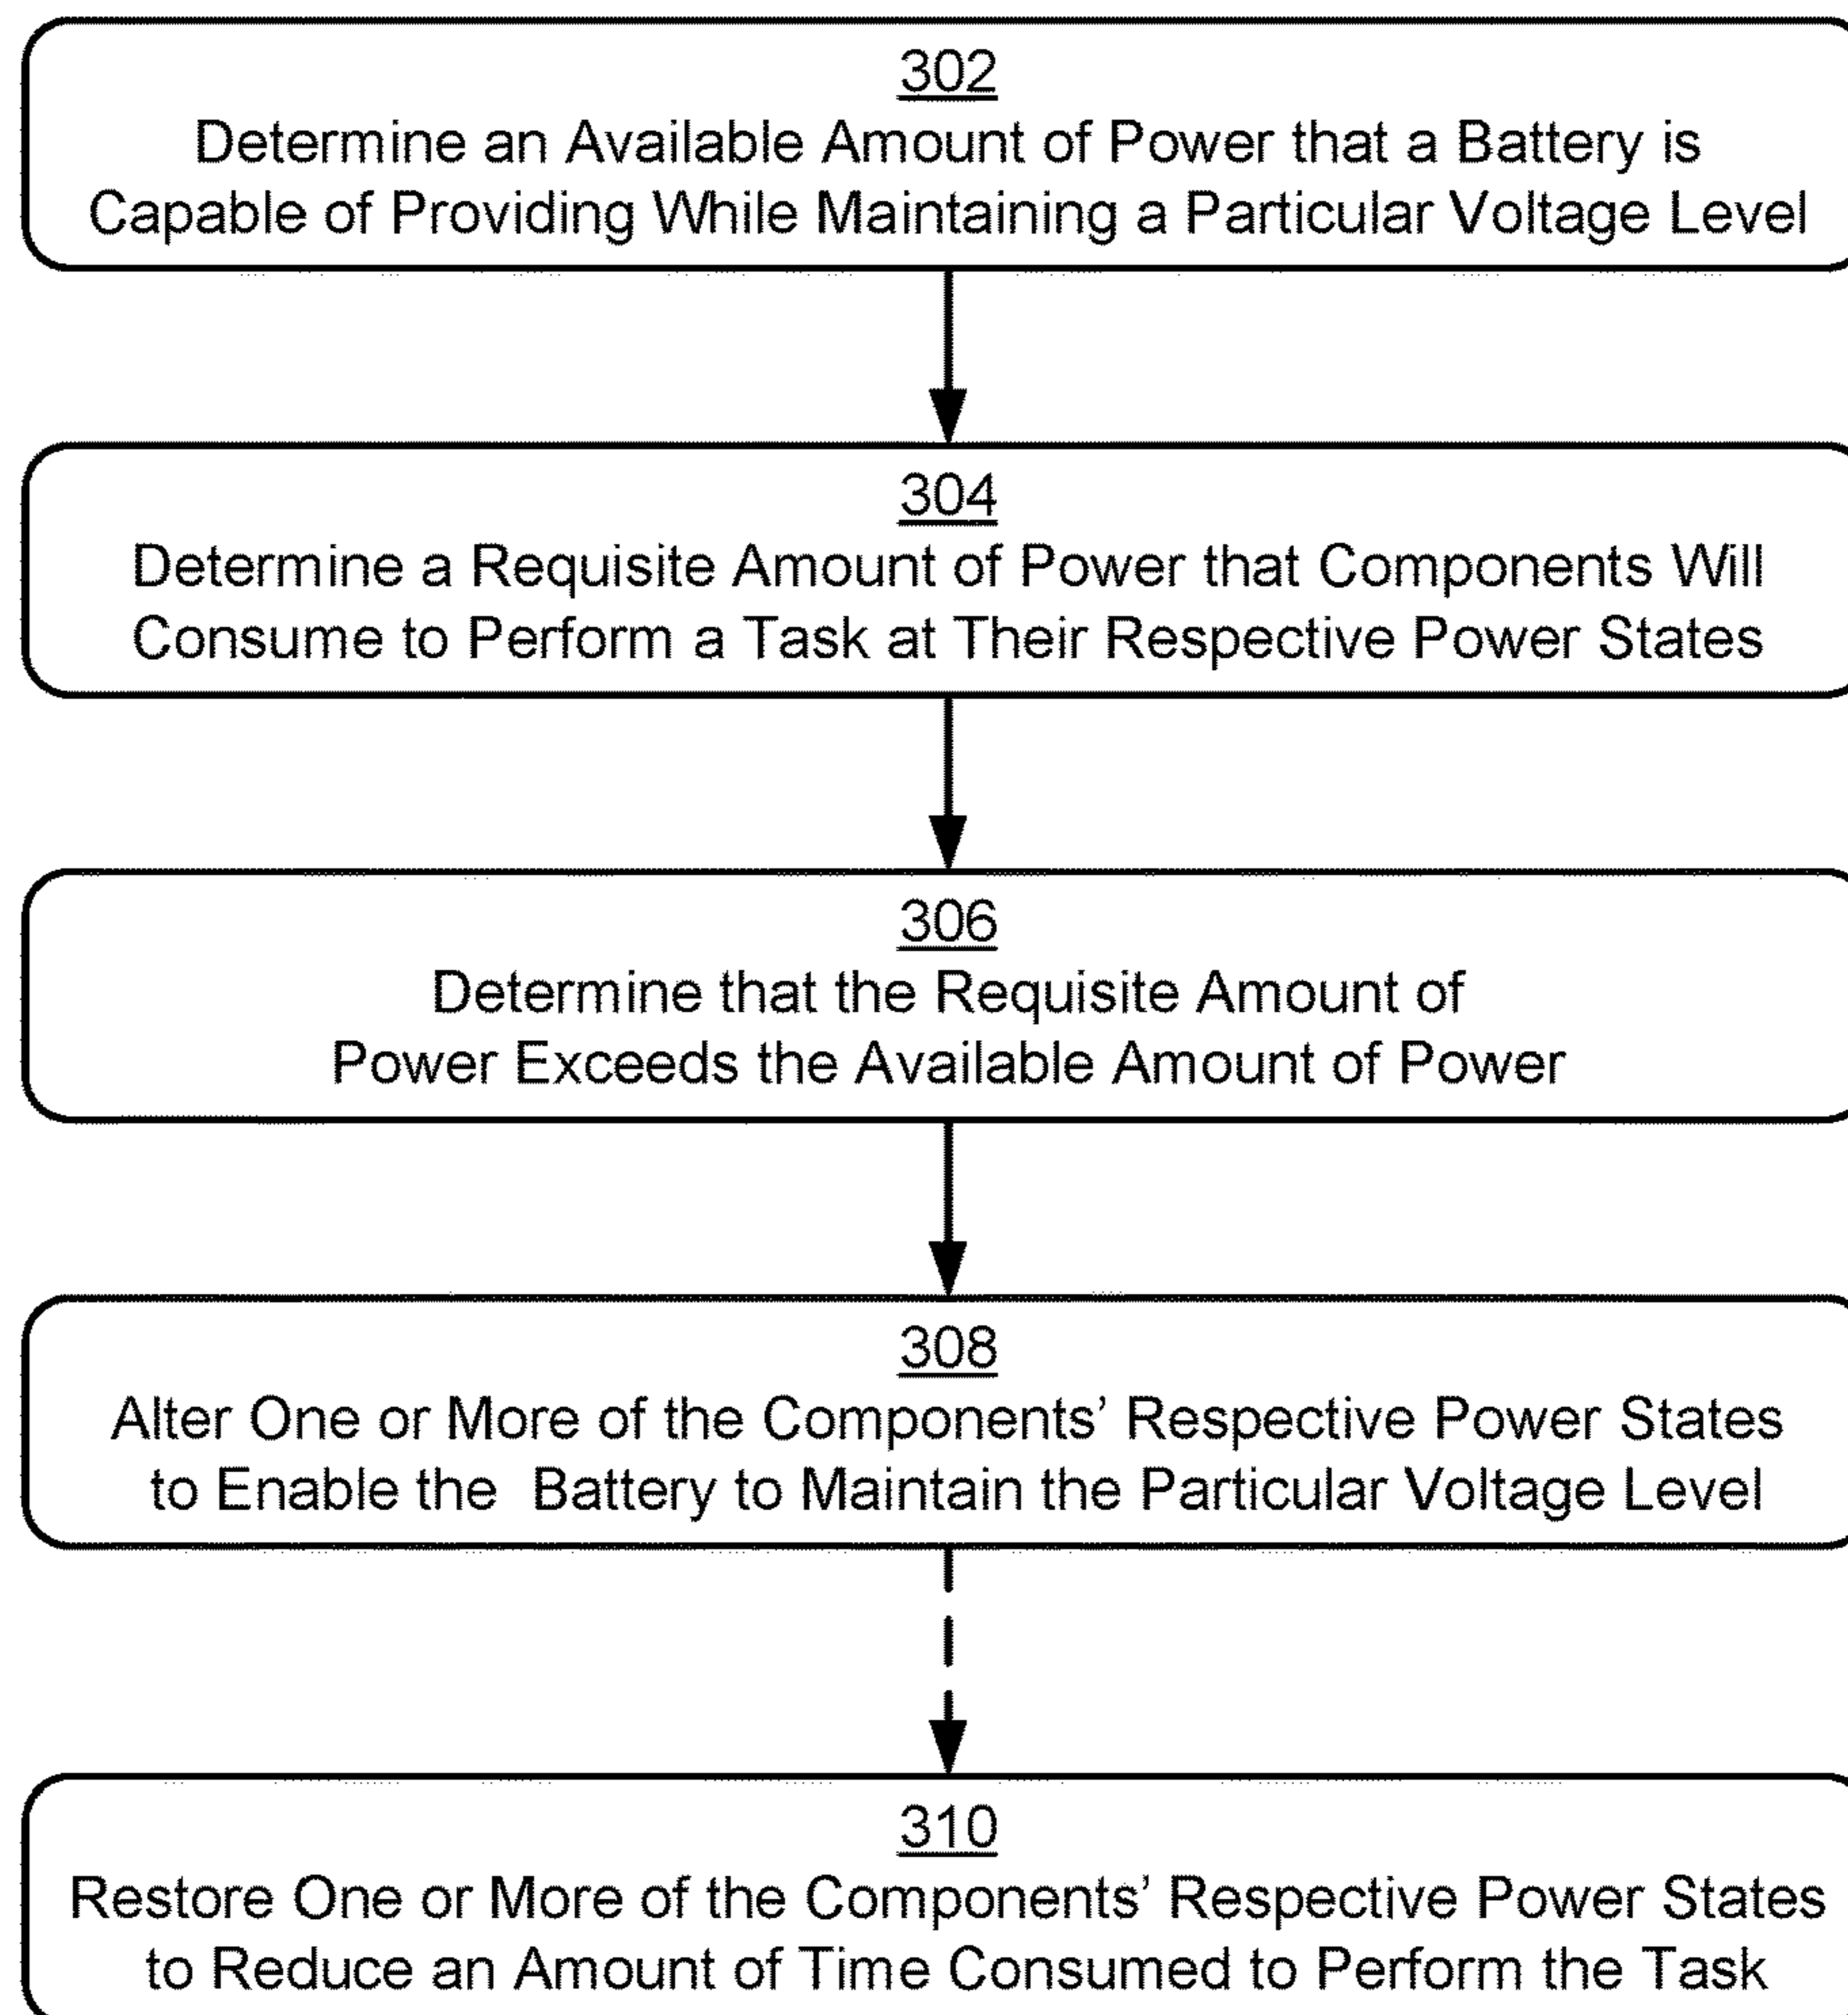 302
Determine an Available Amount of Power that a Battery is
Capable of Providing While Maintaining a Particular Voltage Level
304
Determine a Requisite Amount of Power that Components Will
Consume to Perform a Task at Their Respective Power States
306
Determine that the Requisite Amount of
Power Exceeds the Available Amount of Power
308
Alter One or More of the Components’ Respective Power States
to Enable the Battery to Maintain the Particular Voltage Level
310
Restore One or More of the Components’ Respective Power States
to Reduce an Amount of Time Consumed to Perform the Task